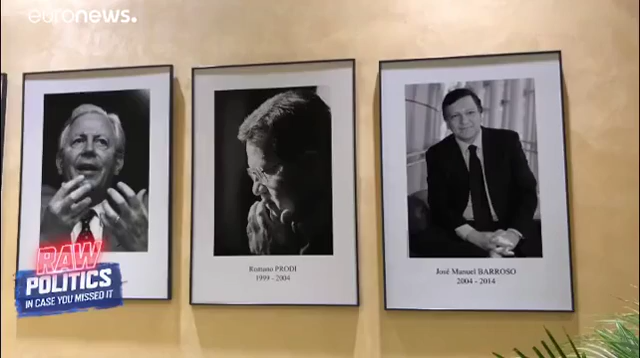 euronews.
Romano PRODI
1999 - 2004
José Manuel BARROSO
2004 - 2014
RAW
POLITICS
IN CASE YOU MISSED IT